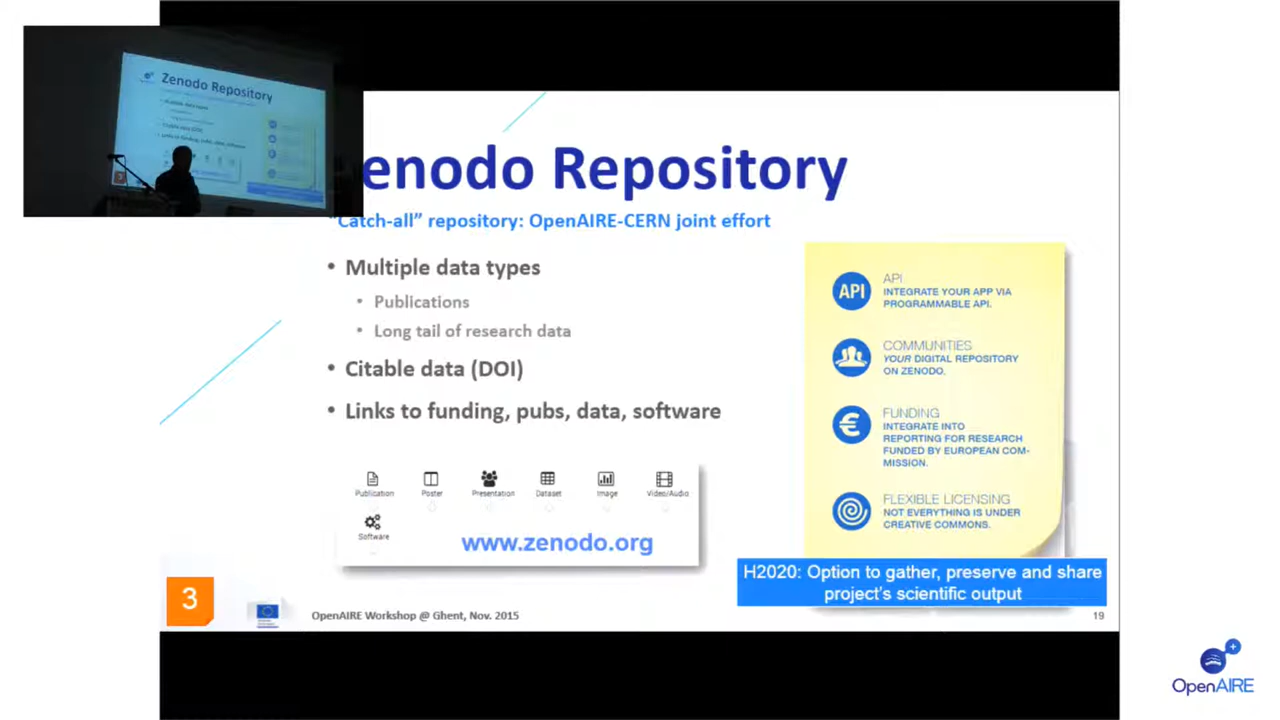 Zenodo Repository
enodo Repository
"Catch-all” repository: OpenAIRE-CERN joint effort
• Multiple data types
• Publications
• Long tail of research data
• Citable data (DOI)
• Links to funding, pubs, data, software
Publication Poster Presentation Dataset Image Video/Audio
Software
www.zenodo.org
API
API
INTEGRATE YOUR APP VIA
PROGRAMMABLE API.
COMMUNITIES
YOUR DIGITAL REPOSITORY
ON ZENODO.
€
FUNDING
INTEGRATE INTO
REPORTING FOR RESEARCH
FUNDED BY EUROPEAN COM-
MISSION.
FLEXIBLE LICENSING
NOT EVERYTHING IS UNDER
CREATIVE COMMONS.
H2020: Option to gather, preserve and share
project's scientific output
3
OpenAIRE Workshop @ Ghent, Nov. 2015
19
OpenAIRE